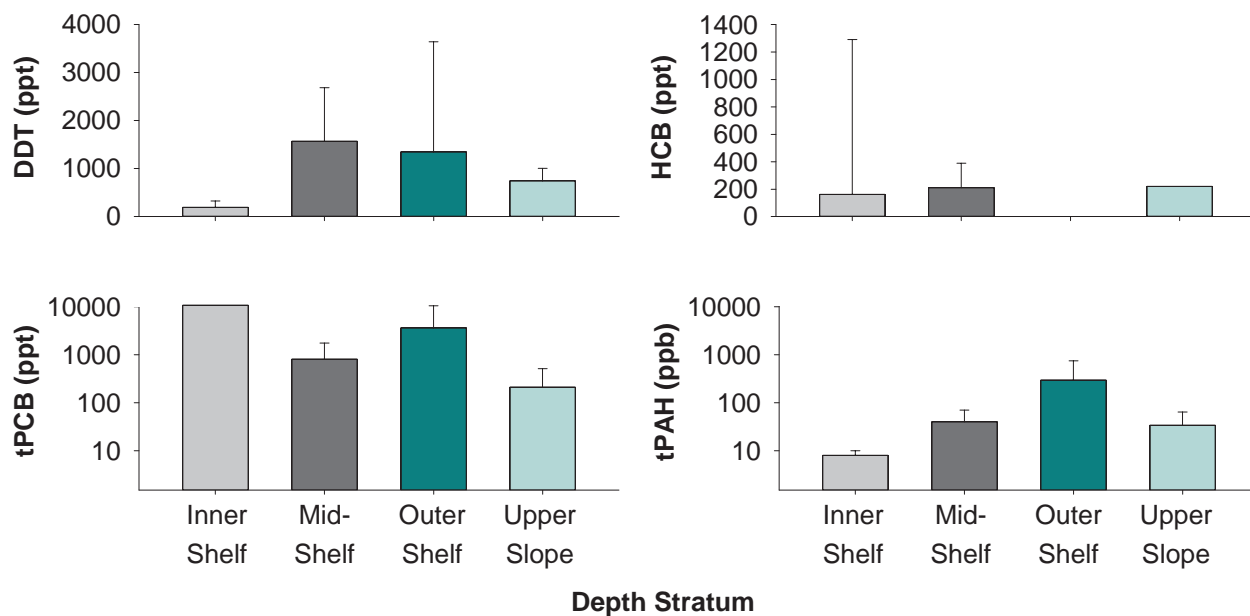 DDT (ppt)
4000
3000
2000
1000
0
HCB (ppt)
1400
1200
1000
800
600
400
200
0
tPCB (ppt)
10000
1000
100
10
tPAH (ppb)
10000
1000
100
10
Inner Mid- Outer Upper
Shelf Shelf Shelf Slope
Inner Mid- Outer Upper
Shelf Shelf Shelf Slope
Depth Stratum